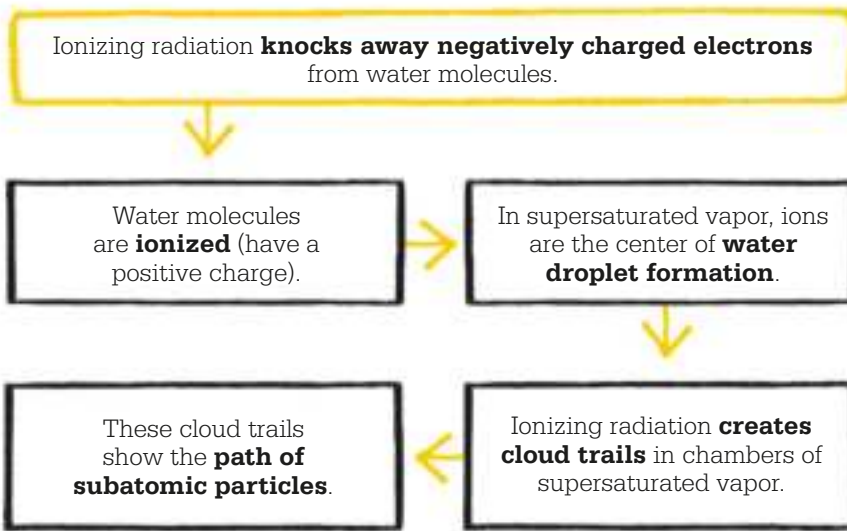 Ionizing radiation knocks away negatively charged electrons
from water molecules.
Water molecules
are ionized (have a
positive charge).
In supersaturated vapor, ions
are the center of water
droplet formation.
Ionizing radiation creates
cloud trails in chambers of
supersaturated vapor.
These cloud trails
show the path of
subatomic particles.